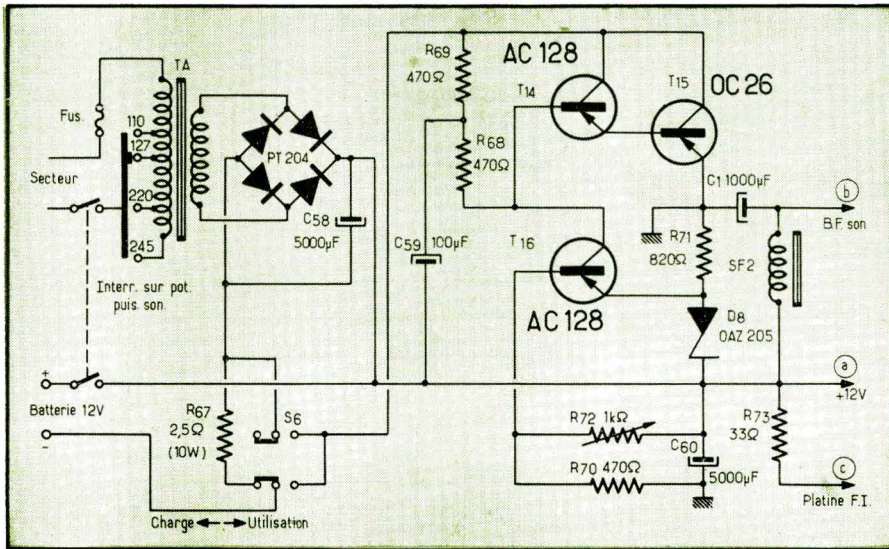 TA
Fus.
110
127
220
245
Secteur
PT 204
C58
5000µF
Interr. sur pot.
puis. son.
R69
470Ω
R68
470Ω
C59
100µF
AC 128
T14
T15
OC 26
T16
AC 128
C1 1000µF
b
B.F. son
R71
820Ω
SF2
D8
OAZ 205
+
Batterie 12V
-
a
+12V
R67
2,5Ω
(10W)
S6
R72 1kΩ
R70 470Ω
C60
5000µF
R73
33Ω
c
Platine F.I.
Charge
Utilisation